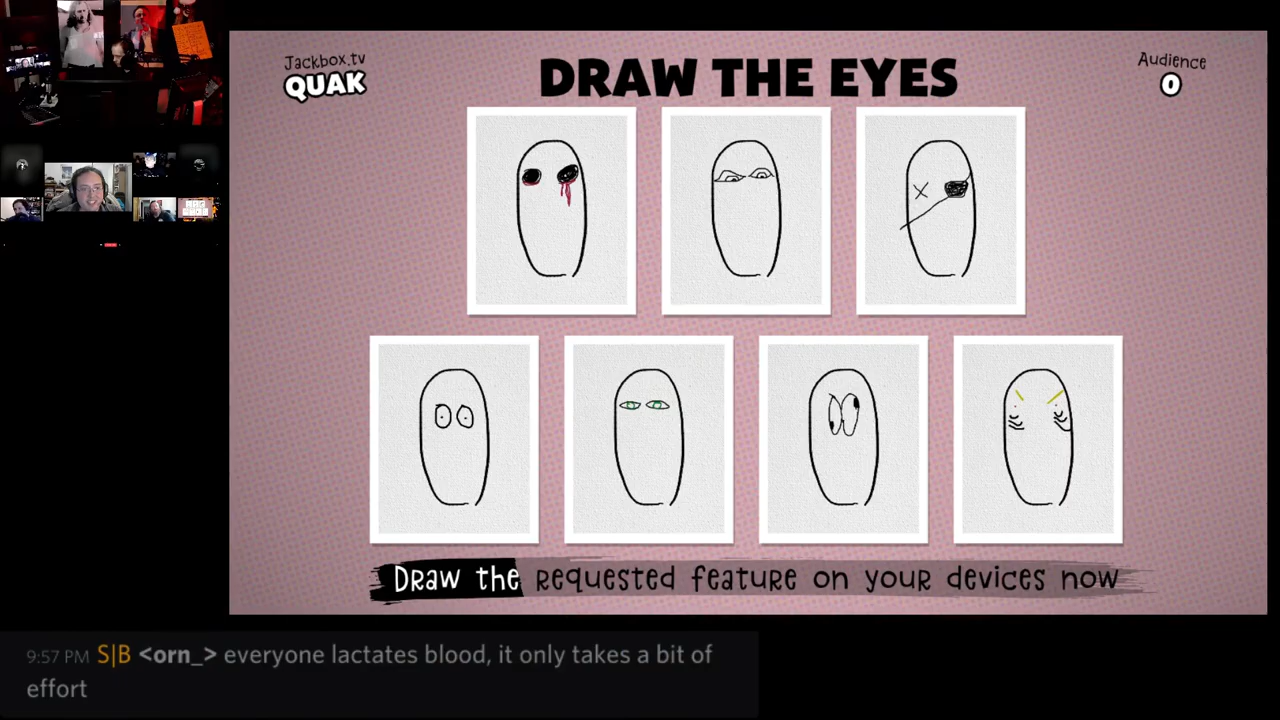 Jackbox.tv
QUAK
DRAW THE EYES
Audience
0
Draw the requested feature on your devices now
9:57 PM S|B <orn_> everyone lactates blood, it only takes a bit of
effort